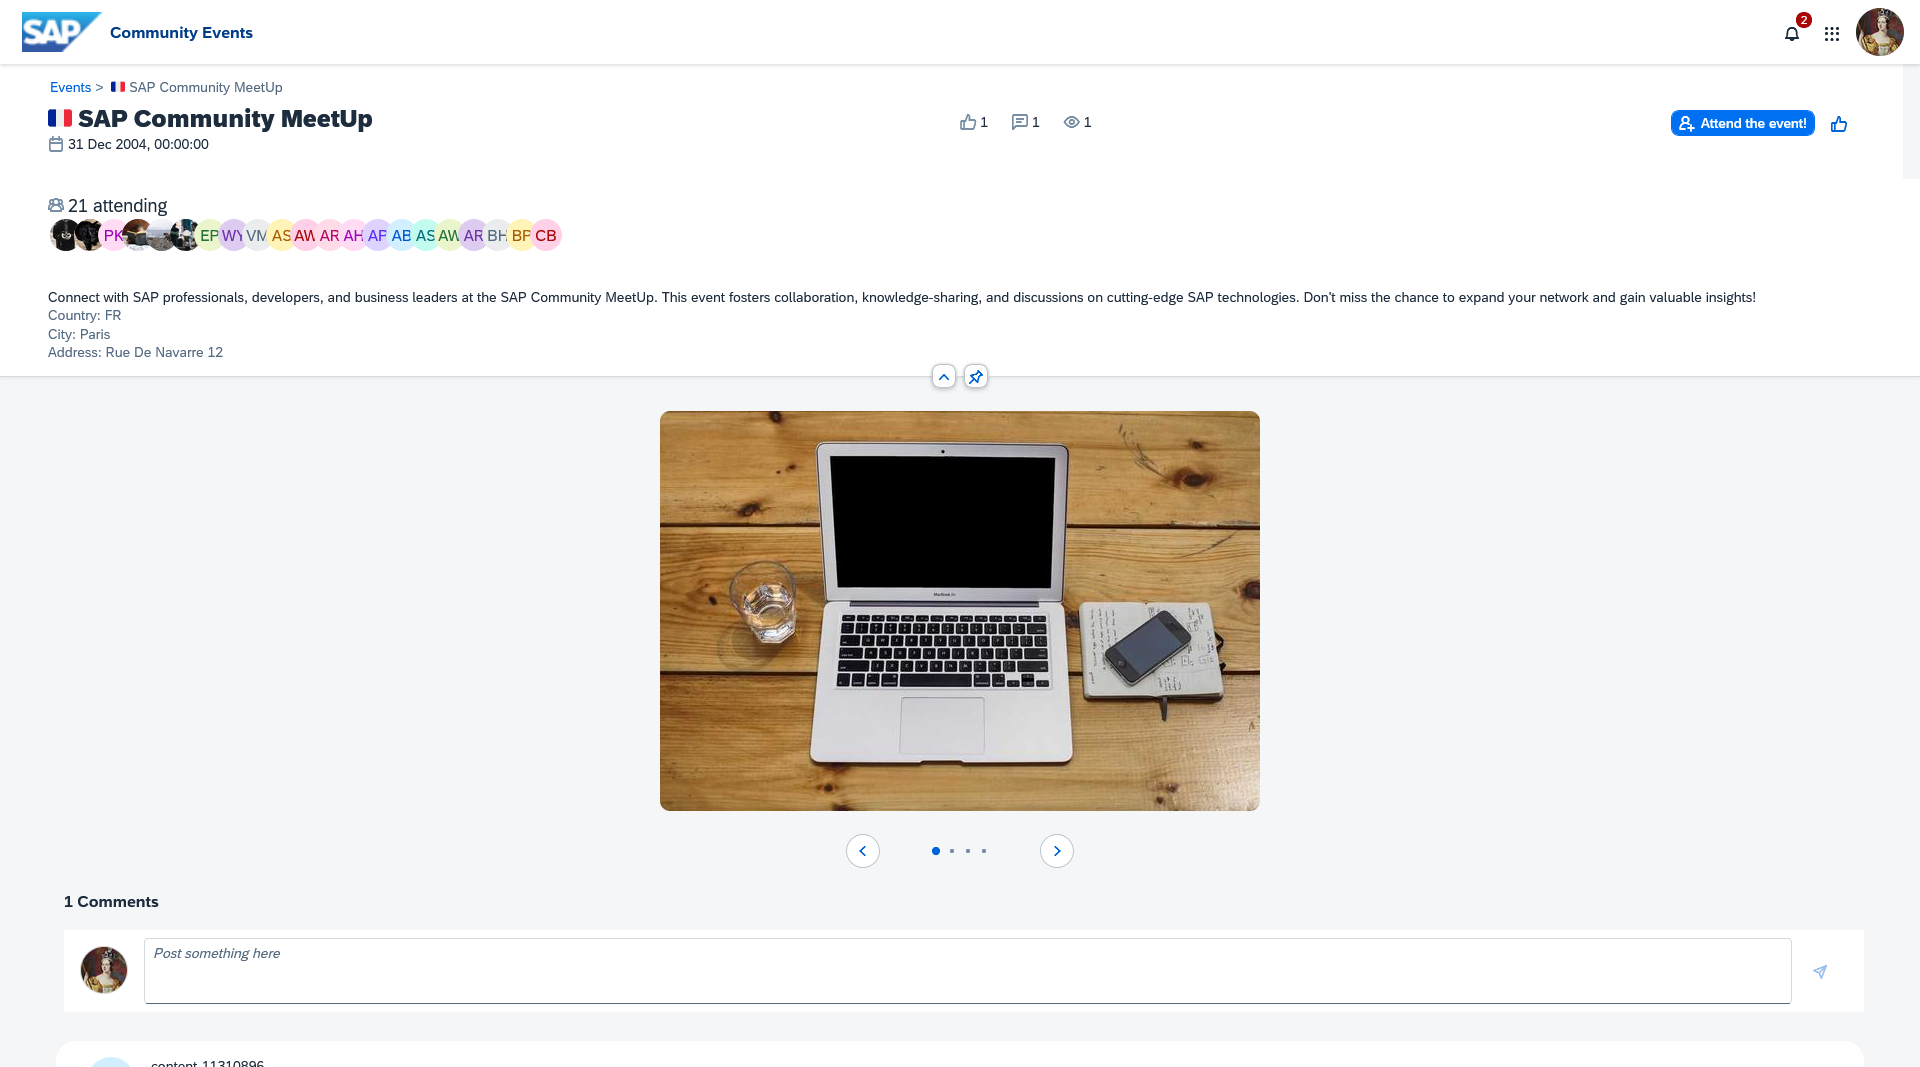 SAP
Community Events
2
Events > SAP Community MeetUp
SAP Community MeetUp
1
1
1
Attend the event!
31 Dec 2004, 00:00:00
21 attending
PK EP WY VM AS AW AR AH AP AB AS AW AR BH BP CB
Connect with SAP professionals, developers, and business leaders at the SAP Community MeetUp. This event fosters collaboration, knowledge-sharing, and discussions on cutting-edge SAP technologies. Don't miss the chance to expand your network and gain valuable insights!
Country: FR
City: Paris
Address: Rue De Navarre 12
MacBook Air
1 Comments
Post something here
content-11310896